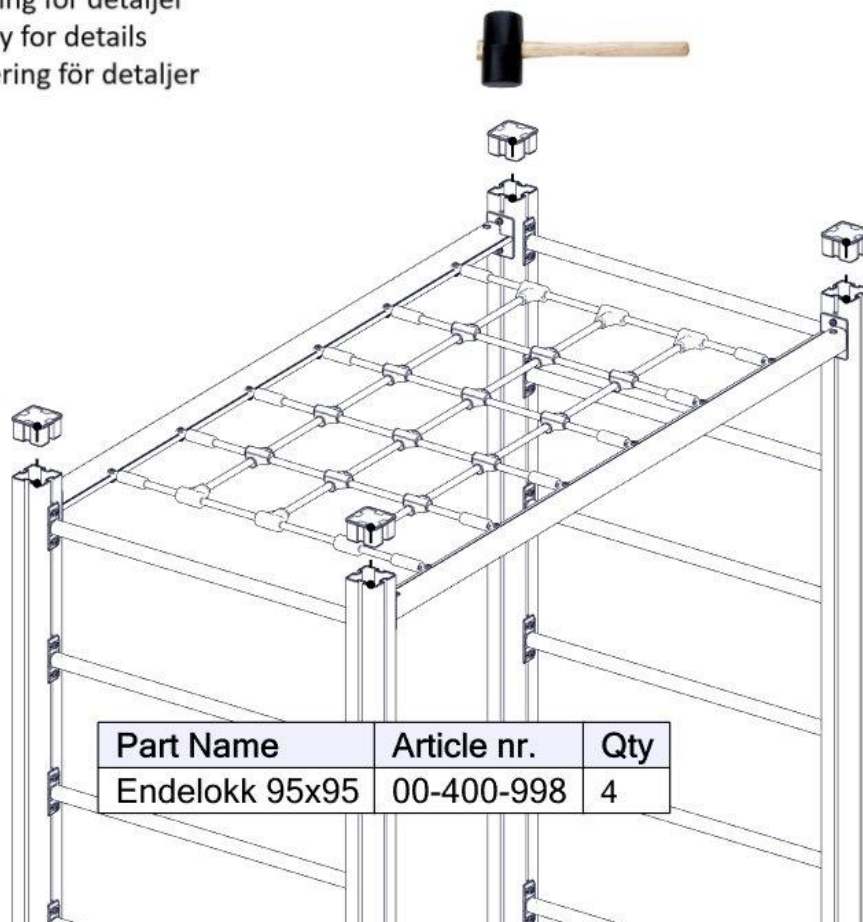 ing for detaljer
y for details
ering för detaljer
Part Name Article nr. Qty
Endelokk 95x95 00-400-998 4